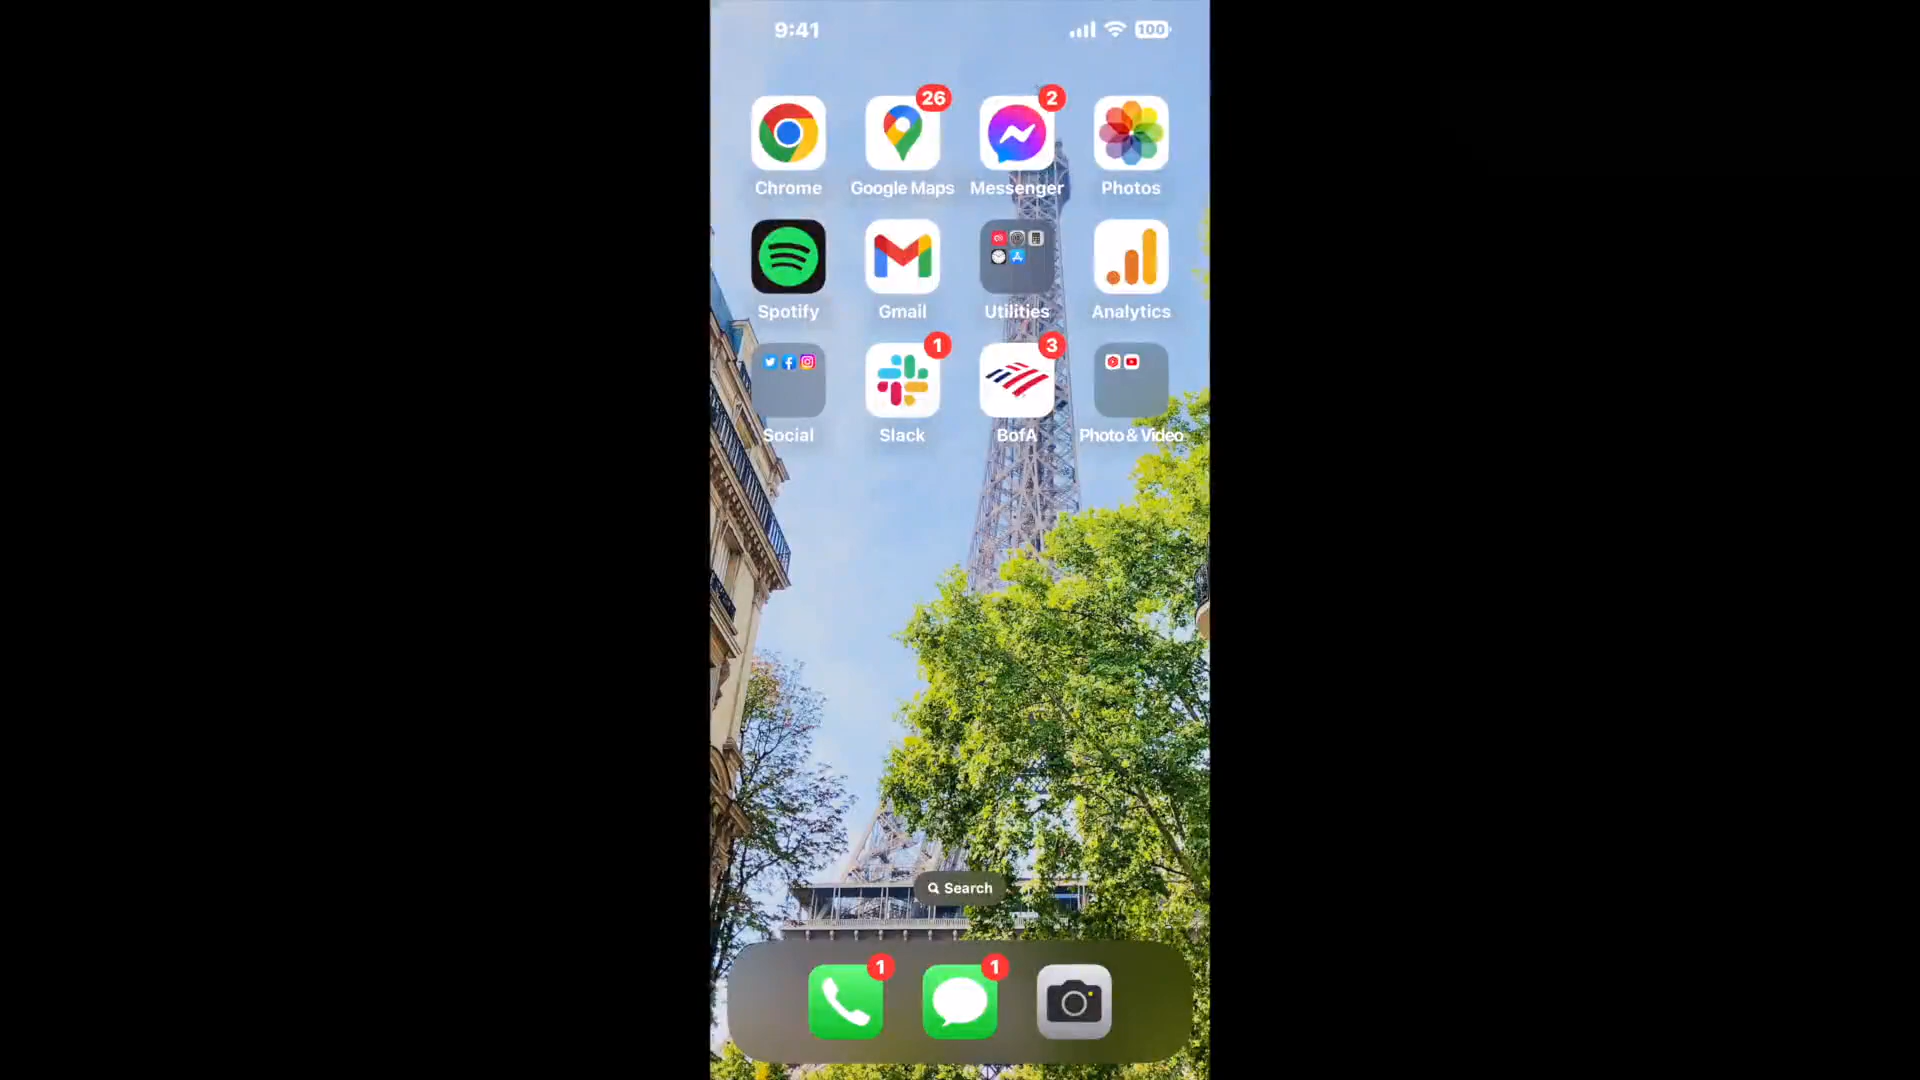 9:41 100
26 2
Chrome Google Maps Messenger Photos
Spotify Gmail Utilities Analytics
1 3
Social Slack BofA Photo & Video
Search
1 1